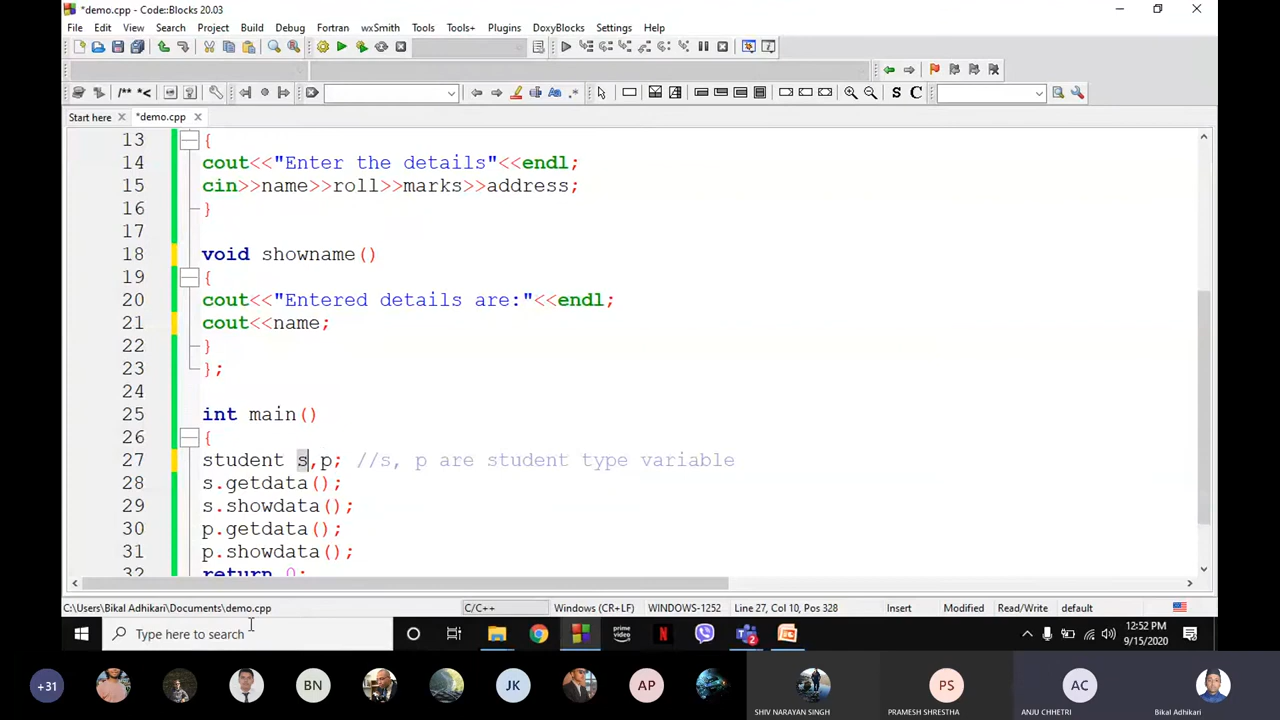 *demo.cpp - Code::Blocks 20.03
File Edit View Search Project Build Debug Fortran wxSmith Tools Tools+ Plugins DoxyBlocks Settings Help
/** *<
S C
Start here
*demo.cpp
13 {
14 cout<<"Enter the details"<<endl;
15 cin>>name>>roll>>marks>>address;
16 }
17
18 void showname()
19 {
20 cout<<"Entered details are:"<<endl;
21 cout<<name;
22 }
23 };
24
25 int main()
26 {
27 student s,p; //s, p are student type variable
28 s.getdata();
29 s.showdata();
30 p.getdata();
31 p.showdata();
32 return 0;
C:\Users\Bikal Adhikari\Documents\demo.cpp C/C++ Windows (CR+LF) WINDOWS-1252 Line 27, Col 10, Pos 328 Insert Modified Read/Write default
Type here to search
prime video
N
2
12:52 PM
9/15/2020
+31
BN
JK
AP
PS
AC
SHIV NARAYAN SINGH
PRAMESH SHRESTHA
ANJU CHHETRI
Bikal Adhikari